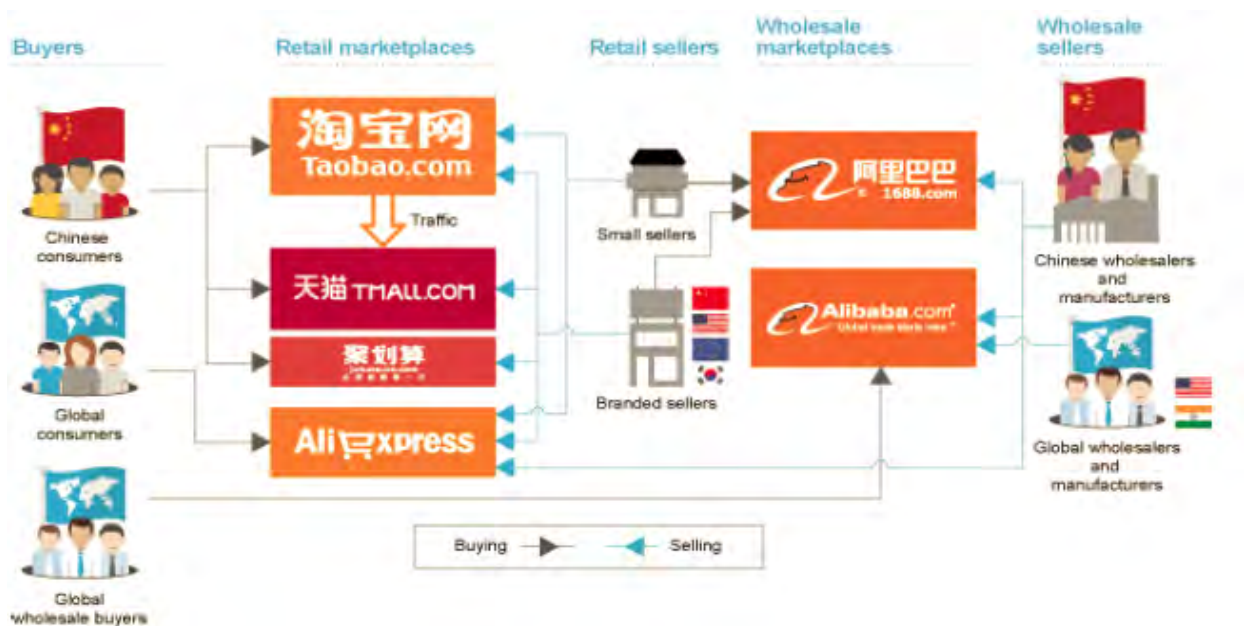 Buyers
Retail marketplaces
Retail sellers
Wholesale
marketplaces
Wholesale
sellers
淘宝网
Taobao.com
Traffic
天猫 TMALL.COM
聚划算
AliExpress
Chinese
consumers
Global
consumers
Global
wholesale buyers
Small sellers
Branded sellers
阿里巴巴
1688.com
Alibaba.com
Global trade starts here™
Chinese wholesalers
and
manufacturers
Global wholesalers
and
manufacturers
Buying
Selling